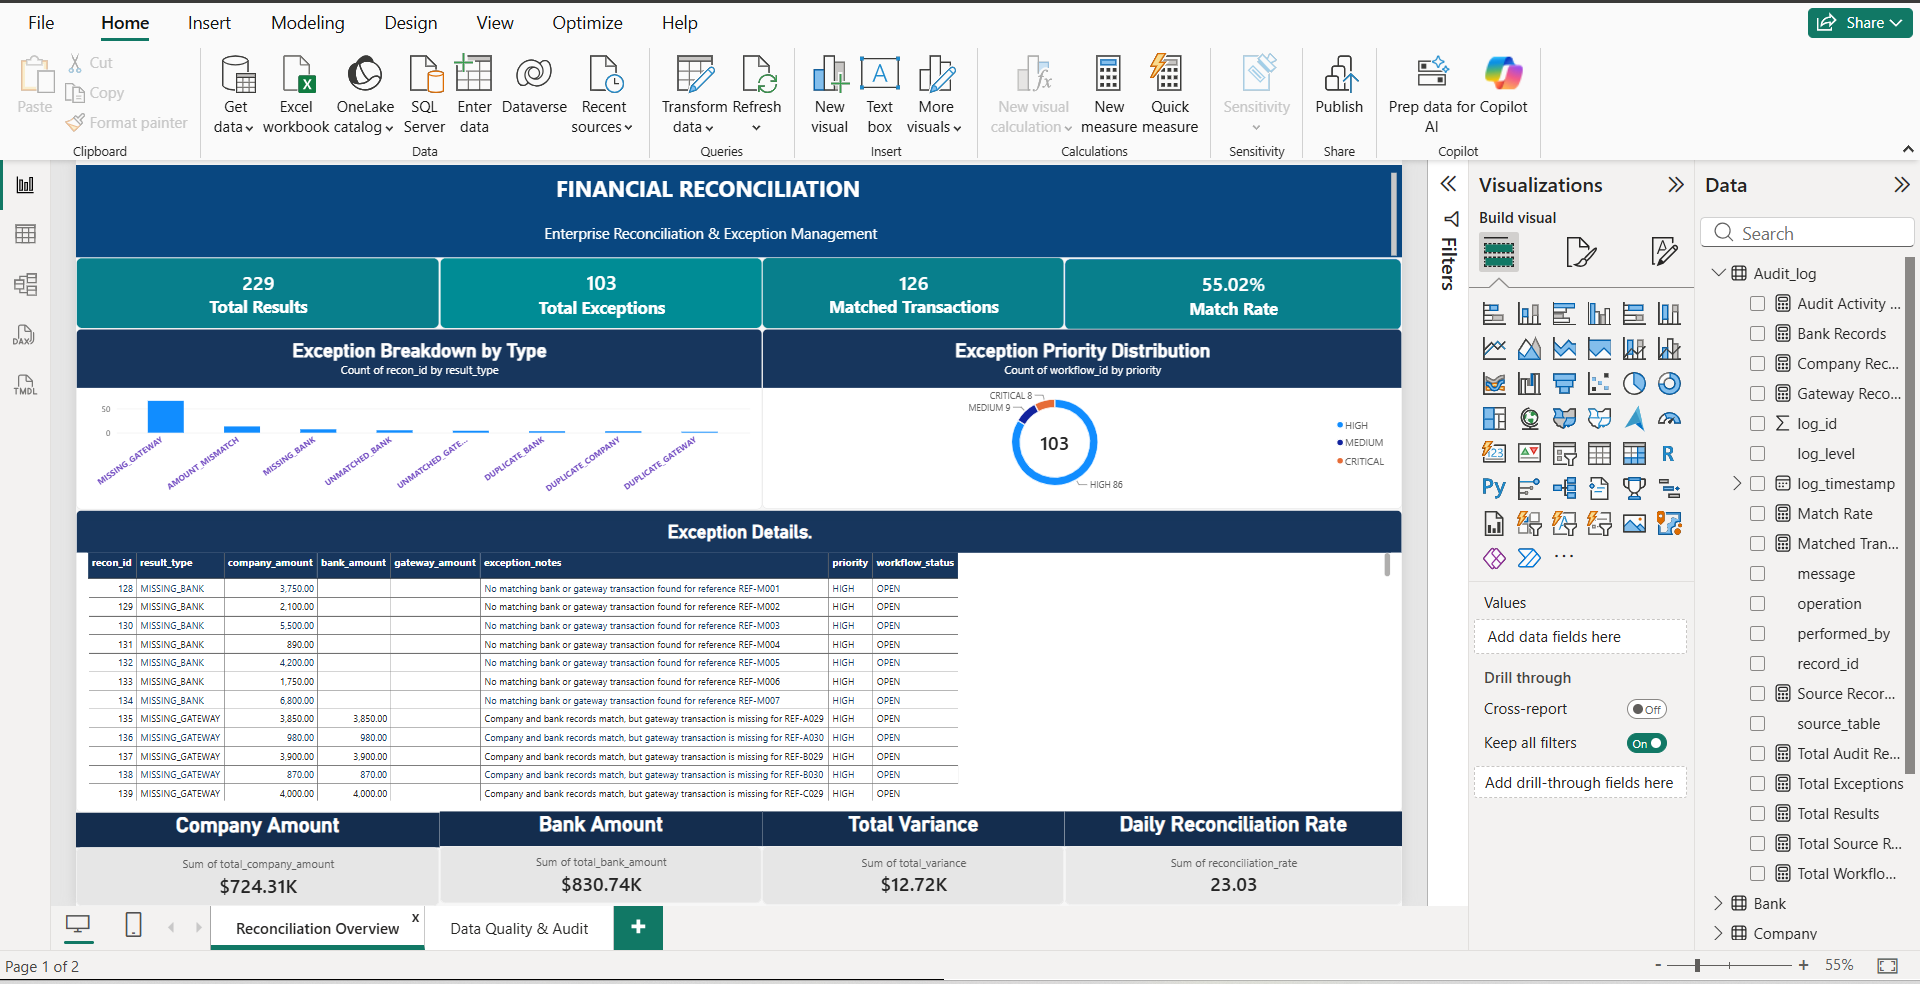 File Home Insert Modeling Design View Optimize Help Share
Paste
Cut
Copy
Format painter
Clipboard
Get data
Excel workbook
OneLake catalog
SQL Server
Enter data
Dataverse
Recent sources
Data
Transform data
Refresh
Queries
New visual
Text box
More visuals
Insert
New visual calculation
New measure
Quick measure
Calculations
Sensitivity
Sensitivity
Publish
Share
Prep data for AI
Copilot
Copilot
DAX
TMDL
FINANCIAL RECONCILIATION
Enterprise Reconciliation & Exception Management
229
Total Results
103
Total Exceptions
126
Matched Transactions
55.02%
Match Rate
Exception Breakdown by Type
Count of recon_id by result_type
50
0
MISSING_GATEWAY
AMOUNT_MISMATCH
MISSING_BANK
UNMATCHED_BANK
UNMATCHED_GATE...
DUPLICATE_BANK
DUPLICATE_COMPANY
DUPLICATE_GATEWAY
Exception Priority Distribution
Count of workflow_id by priority
CRITICAL 8
MEDIUM 9
103
HIGH 86
HIGH
MEDIUM
CRITICAL
Exception Details.
recon_id result_type company_amount bank_amount gateway_amount exception_notes priority workflow_status
128 MISSING_BANK 3,750.00 No matching bank or gateway transaction found for reference REF-M001 HIGH OPEN
129 MISSING_BANK 2,100.00 No matching bank or gateway transaction found for reference REF-M002 HIGH OPEN
130 MISSING_BANK 5,500.00 No matching bank or gateway transaction found for reference REF-M003 HIGH OPEN
131 MISSING_BANK 890.00 No matching bank or gateway transaction found for reference REF-M004 HIGH OPEN
132 MISSING_BANK 4,200.00 No matching bank or gateway transaction found for reference REF-M005 HIGH OPEN
133 MISSING_BANK 1,750.00 No matching bank or gateway transaction found for reference REF-M006 HIGH OPEN
134 MISSING_BANK 6,800.00 No matching bank or gateway transaction found for reference REF-M007 HIGH OPEN
135 MISSING_GATEWAY 3,850.00 3,850.00 Company and bank records match, but gateway transaction is missing for REF-A029 HIGH OPEN
136 MISSING_GATEWAY 980.00 980.00 Company and bank records match, but gateway transaction is missing for REF-A030 HIGH OPEN
137 MISSING_GATEWAY 3,900.00 3,900.00 Company and bank records match, but gateway transaction is missing for REF-B029 HIGH OPEN
138 MISSING_GATEWAY 870.00 870.00 Company and bank records match, but gateway transaction is missing for REF-B030 HIGH OPEN
139 MISSING_GATEWAY 4,000.00 4,000.00 Company and bank records match, but gateway transaction is missing for REF-C029 HIGH OPEN
Company Amount
Sum of total_company_amount
$724.31K
Bank Amount
Sum of total_bank_amount
$830.74K
Total Variance
Sum of total_variance
$12.72K
Daily Reconciliation Rate
Sum of reconciliation_rate
23.03
Reconciliation Overview x
Data Quality & Audit
+
Page 1 of 2
Filters
Visualizations
Build visual
123
R
Py
...
Values
Add data fields here
Drill through
Cross-report Off
Keep all filters On
Add drill-through fields here
Data
Search
Audit_log
Audit Activity ...
Bank Records
Company Rec...
Gateway Reco...
log_id
log_level
log_timestamp
Match Rate
Matched Tran...
message
operation
performed_by
record_id
Source Recor...
source_table
Total Audit Re...
Total Exceptions
Total Results
Total Source R...
Total Workflo...
Bank
Company
- + 55%